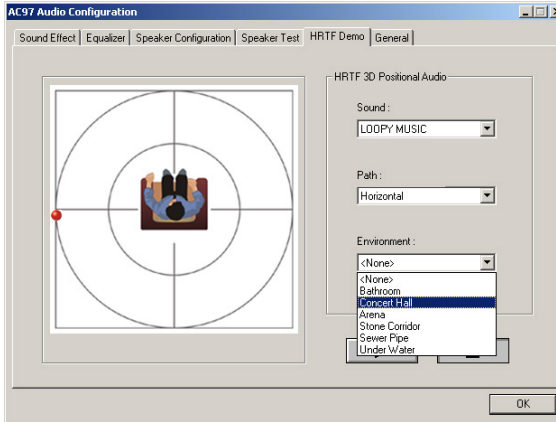 AC97 Audio Configuration
Sound Effect Equalizer Speaker Configuration Speaker Test HRTF Demo General
HRTF 3D Positional Audio
Sound :
LOOPY MUSIC
Path :
Horizontal
Environment :
<None>
<None>
Bathroom
Concert Hall
Arena
Stone Corridor
Sewer Pipe
Under Water
OK